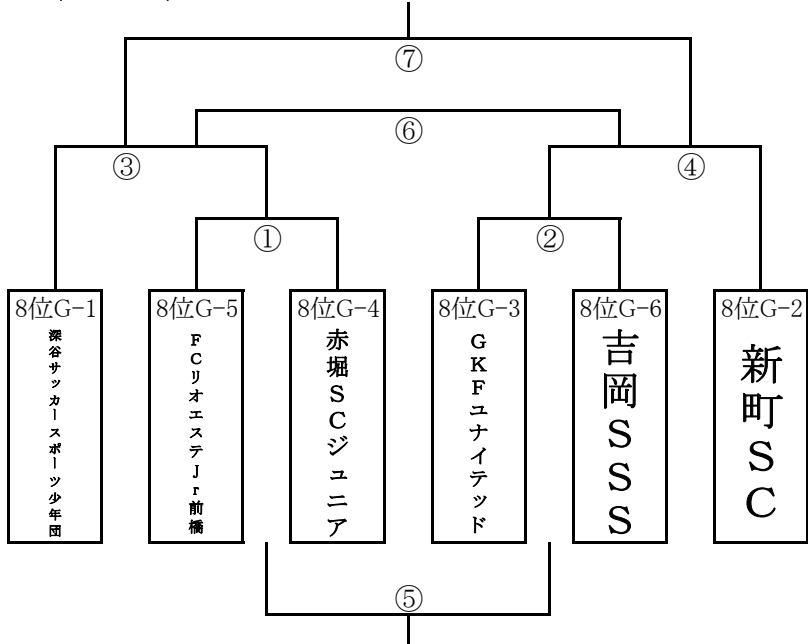 ⑦
⑥
③
④
①
②
8位G-1
8位G-5
8位G-4
8位G-3
8位G-6
8位G-2
深谷サッカースポーツ少年団
FCリオエステJr前橋
赤堀SCジュニア
GKFユナイテッド
吉岡SSS
新町SC
⑤